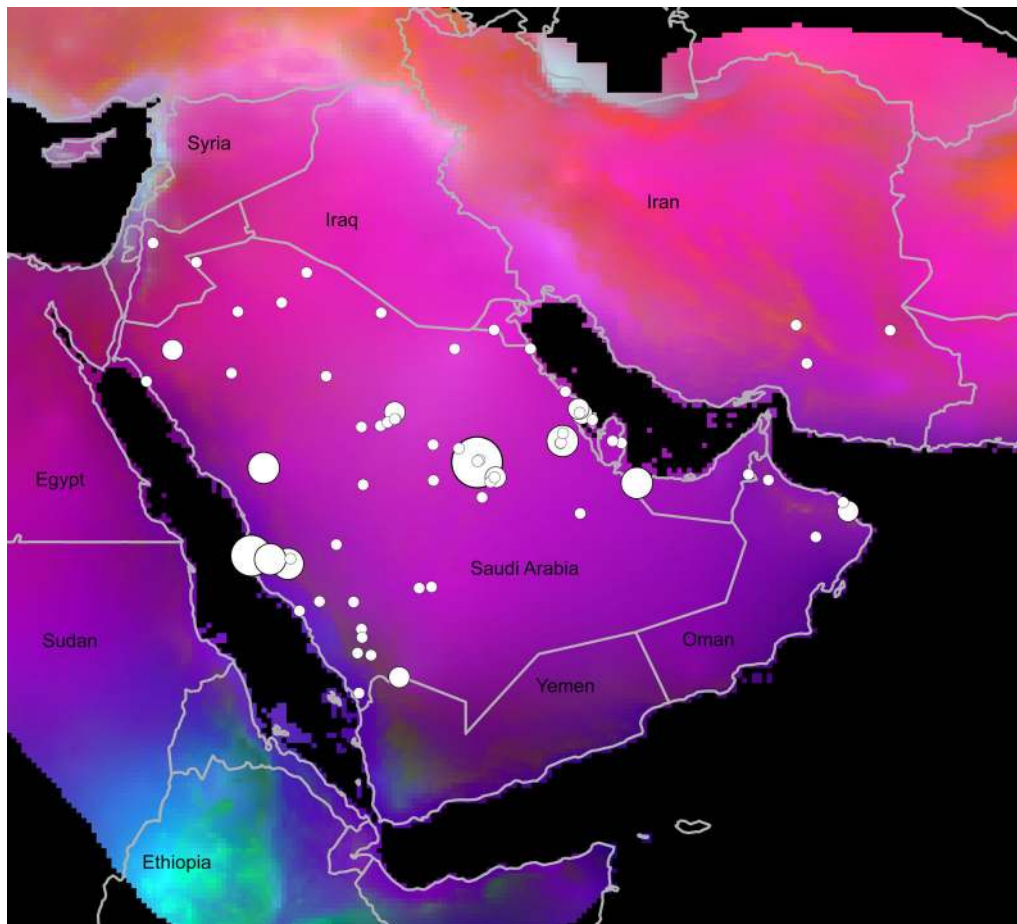 Syria
Iraq
Iran
Egypt
Saudi Arabia
Sudan
Oman
Yemen
Ethiopia